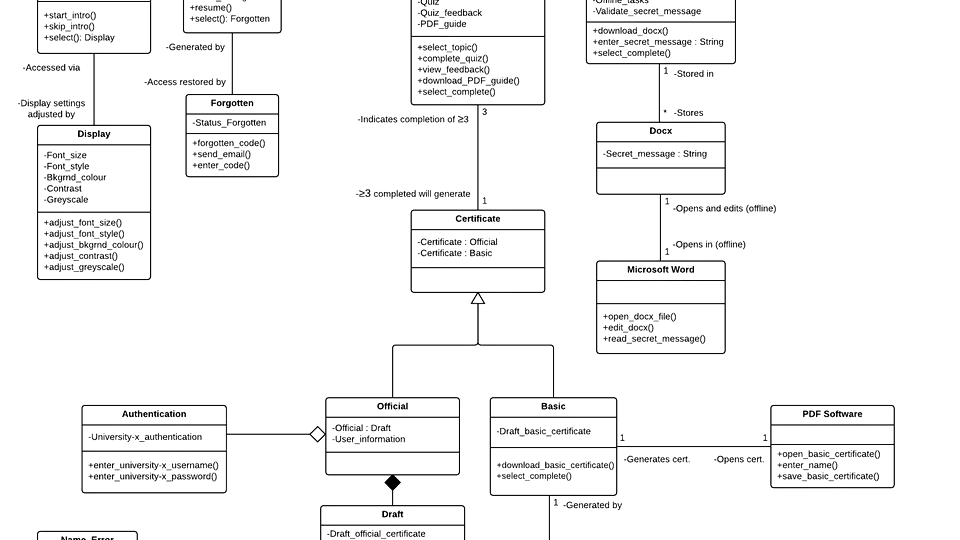 +start_intro()
+skip_intro()
+select(): Display
-Accessed via
-Display settings
adjusted by
Display
-Font_size
-Font_style
-Bkgrnd_colour
-Contrast
-Greyscale
+adjust_font_size()
+adjust_font_style()
+adjust_bkgrnd_colour()
+adjust_contrast()
+adjust_greyscale()
+resume()
+select(): Forgotten
-Generated by
-Access restored by
Forgotten
-Status_Forgotten
+forgotten_code()
+send_email()
+enter_code()
-Quiz
-Quiz_feedback
-PDF_guide
+select_topic()
+complete_quiz()
+view_feedback()
+download_PDF_guide()
+select_complete()
3
-Indicates completion of ≥3
-≥3 completed will generate
1
Certificate
-Certificate : Official
-Certificate : Basic
-Offline_tasks
-Validate_secret_message
+download_docx()
+enter_secret_message : String
+select_complete()
1
-Stored in
*
-Stores
Docx
-Secret_message : String
1
-Opens and edits (offline)
-Opens in (offline)
1
Microsoft Word
+open_docx_file()
+edit_docx()
+read_secret_message()
Authentication
-University-x_authentication
+enter_university-x_username()
+enter_university-x_password()
Official
-Official : Draft
-User_information
Basic
-Draft_basic_certificate
+download_basic_certificate()
+select_complete()
1
1
-Generates cert.
-Opens cert.
PDF Software
+open_basic_certificate()
+enter_name()
+save_basic_certificate()
1
-Generated by
Draft
-Draft_official_certificate
Name_Error